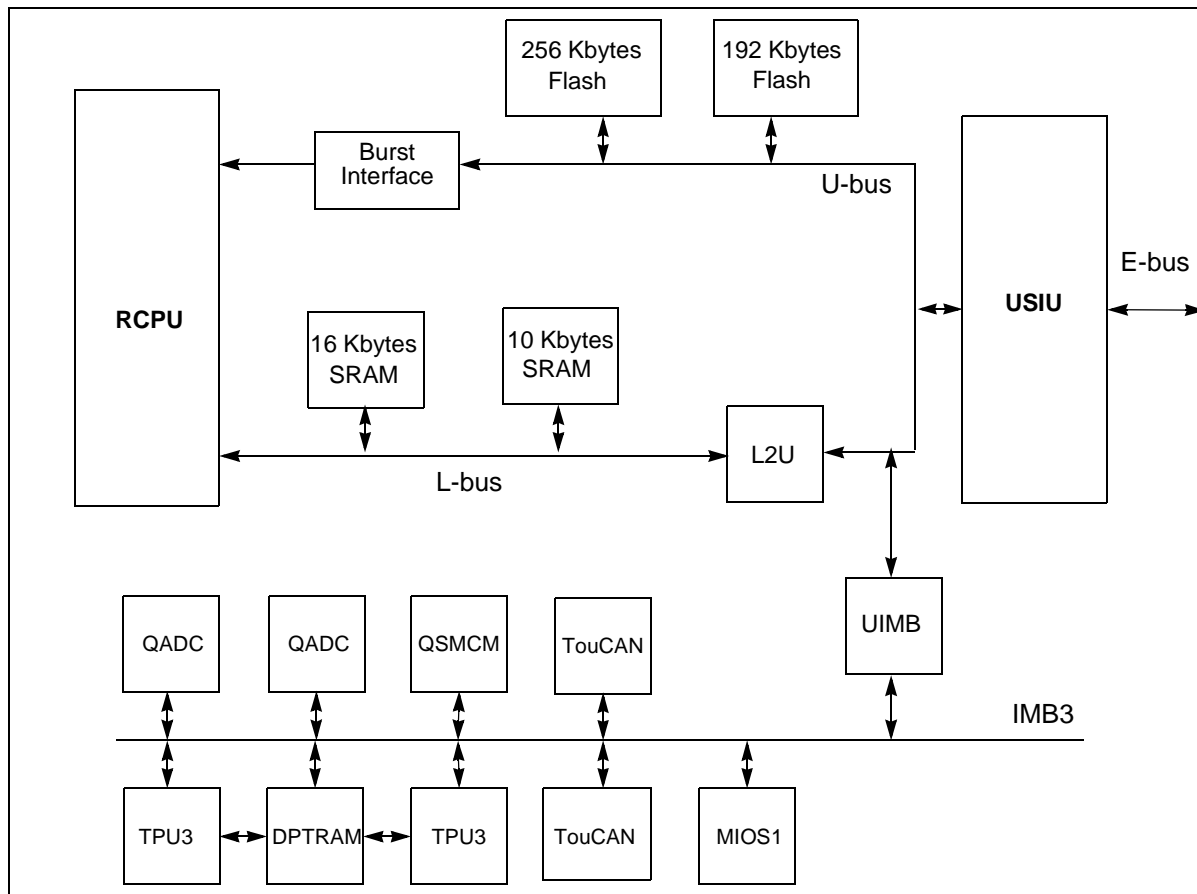 256 Kbytes
Flash
192 Kbytes
Flash
Burst
Interface
U-bus
RCPU
USIU
E-bus
16 Kbytes
SRAM
10 Kbytes
SRAM
L2U
L-bus
UIMB
QADC
QADC
QSMCM
TouCAN
IMB3
TPU3
DPTRAM
TPU3
TouCAN
MIOS1